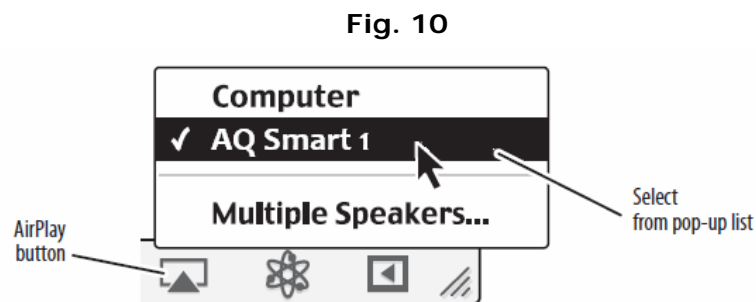 Fig. 10
Computer
✓ AQ Smart 1
Multiple Speakers...
AirPlay
button
Select
from pop-up list